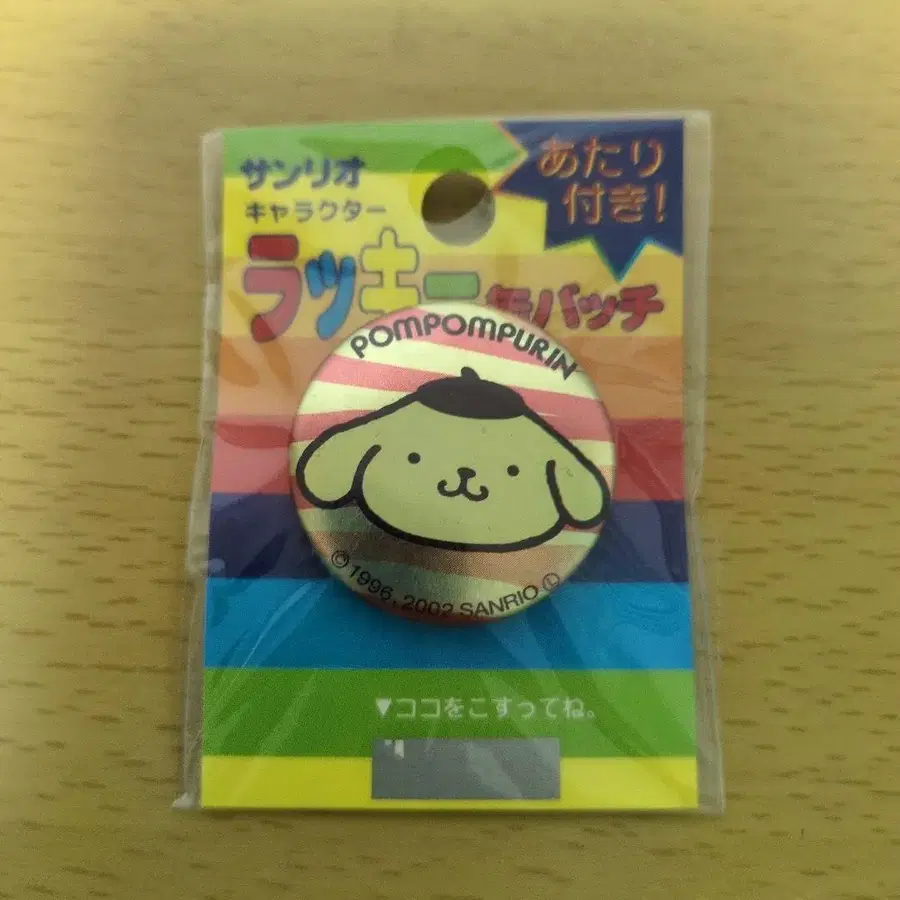 サンリオ
キャラクター
あたり
付き!
ラッキー缶バッチ
POMPOMPURIN
©1996,2002 SANRIO Ⓛ
▼ココをこすってね。